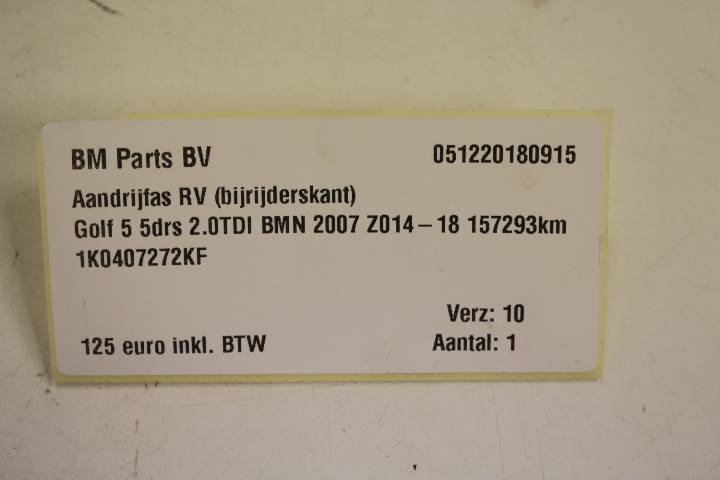 BM Parts BV 051220180915
Aandrijfas RV (bijrijderskant)
Golf 5 5drs 2.0TDI BMN 2007 Z014-18 157293km
1K0407272KF
Verz: 10
125 euro inkl. BTW Aantal: 1